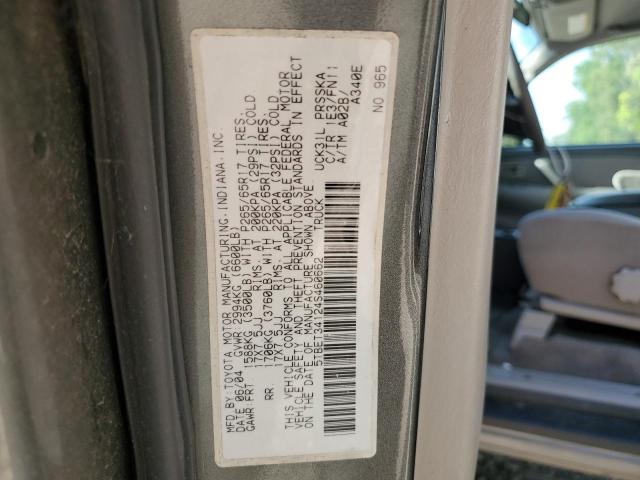 MFD BY: TOYOTA MOTOR MANUFACTURING, INDIANA, INC.
DATE 06/04 GVWR 2994KG (6600LB)
GAWR FRT 1588KG (3500LB) WITH P265/65R17 TIRES,
17X7.5JJ RIMS, AT 200KPA (29PSI) COLD
RR 1706KG (3760LB) WITH P265/65R17 TIRES,
17X7.5JJ RIMS, AT 220KPA (32PSI) COLD
THIS VEHICLE CONFORMS TO ALL APPLICABLE FEDERAL MOTOR
VEHICLE SAFETY AND THEFT PREVENTION STANDARDS IN EFFECT
ON THE DATE OF MANUFACTURE SHOWN ABOVE
5TBET34124S460662 TRUCK
UCK31L PRSSKA
C/TR 1E3/FN11
A/TM A02B/
A340E
NO 965